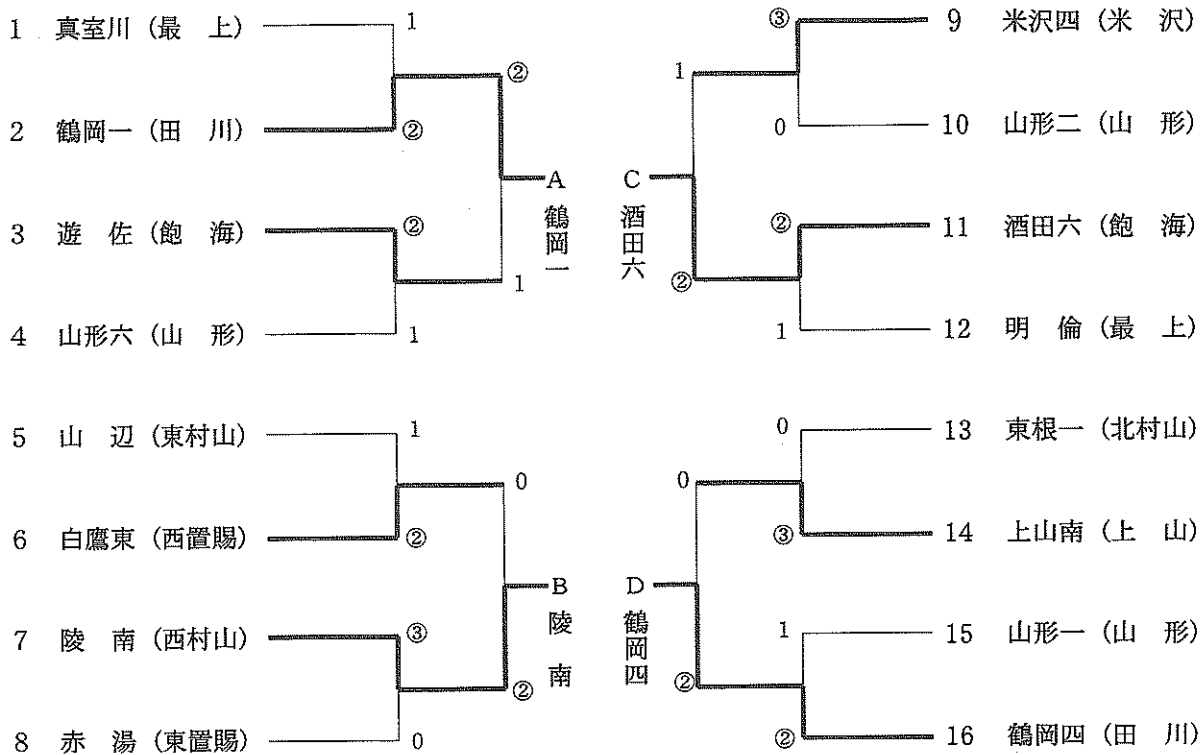 1 真室川 (最 上) 1
②
2 鶴岡一 (田 川) ②
A 鶴岡一
3 遊 佐 (飽 海) ②
1
4 山形六 (山 形) 1
5 山 辺 (東村山) 1
0
6 白鷹東 (西置賜) ②
B 陵 南
7 陵 南 (西村山) ③
②
8 赤 湯 (東置賜) 0
③ 9 米沢四 (米 沢)
1
0 10 山形二 (山 形)
C 酒田六
② 11 酒田六 (飽 海)
②
1 12 明 倫 (最 上)
0 13 東根一 (北村山)
0
③ 14 上山南 (上 山)
D 鶴岡四
1 15 山形一 (山 形)
②
② 16 鶴岡四 (田 川)